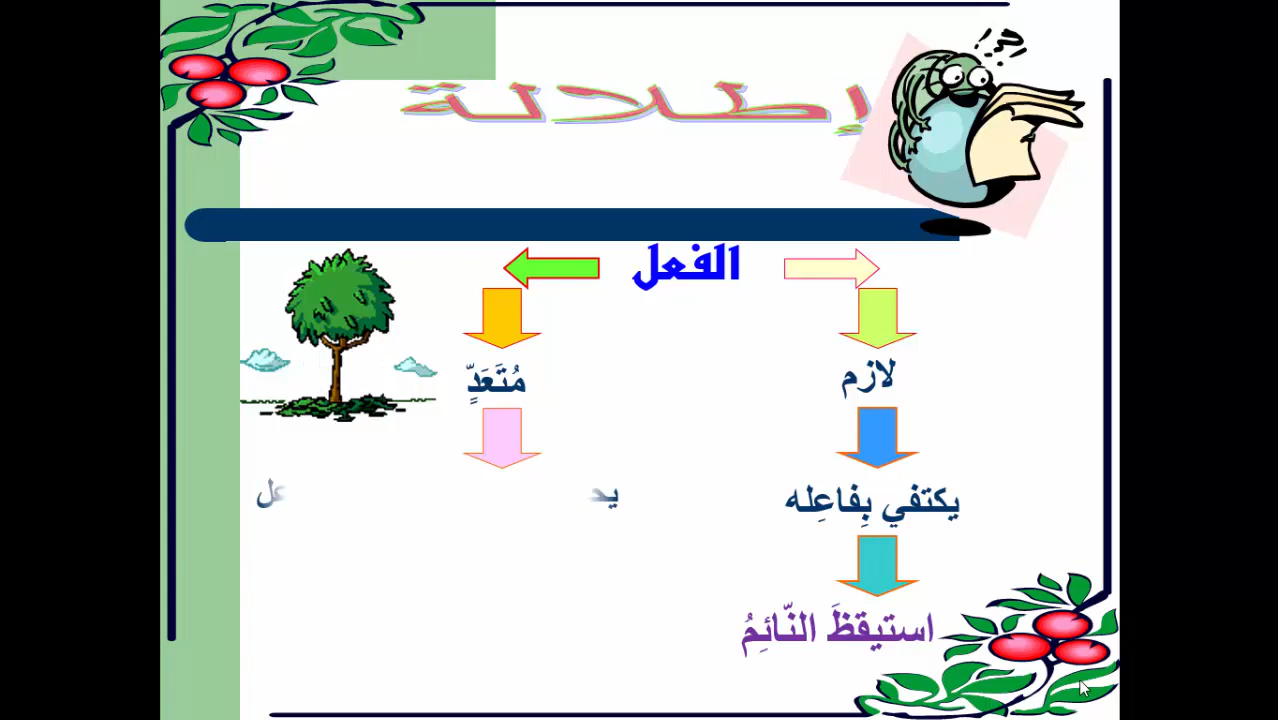 إطلالة
الفعل
لازم
مُتَعَدٍّ
يكتفي بِفاعِله
استيقظَ النّائِمُ